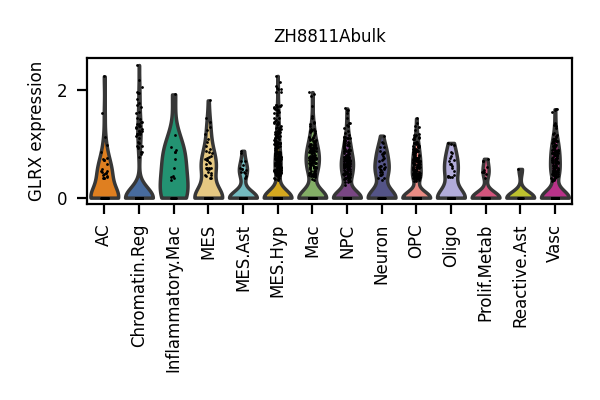 ZH8811Abulk
GLRX expression
2
0
AC
Chromatin.Reg
Inflammatory.Mac
MES
MES.Ast
MES.Hyp
Mac
NPC
Neuron
OPC
Oligo
Prolif.Metab
Reactive.Ast
Vasc